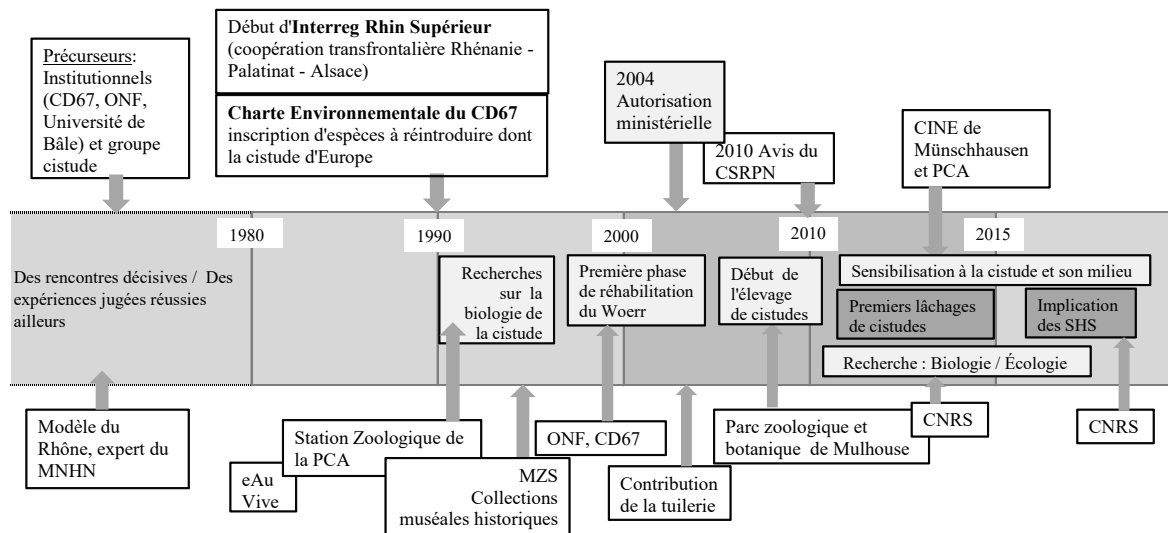 Précurseurs:
Institutionnels
(CD67, ONF,
Université de
Bâle) et groupe
cistude
Début d'Interreg Rhin Supérieur
(coopération transfrontalière Rhénanie -
Palatinat - Alsace)
Charte Environnementale du CD67
inscription d'espèces à réintroduire dont
la cistude d'Europe
2004
Autorisation
ministérielle
2010 Avis du
CSRPN
CINE de
Münschhausen
et PCA
1980
1990
2000
2010
2015
Des rencontres décisives / Des
expériences jugées réussies
ailleurs
Recherches
sur la
biologie de
la cistude
Première phase
de réhabilitation
du Woerr
Début de
l'élevage
de cistudes
Sensibilisation à la cistude et son milieu
Premiers lâchages
de cistudes
Implication
des SHS
Recherche : Biologie / Écologie
Modèle du
Rhône, expert du
MNHN
eAu
Vive
Station Zoologique de
la PCA
MZS
Collections
muséales historiques
ONF, CD67
Contribution
de la tuilerie
Parc zoologique et
botanique de Mulhouse
CNRS
CNRS